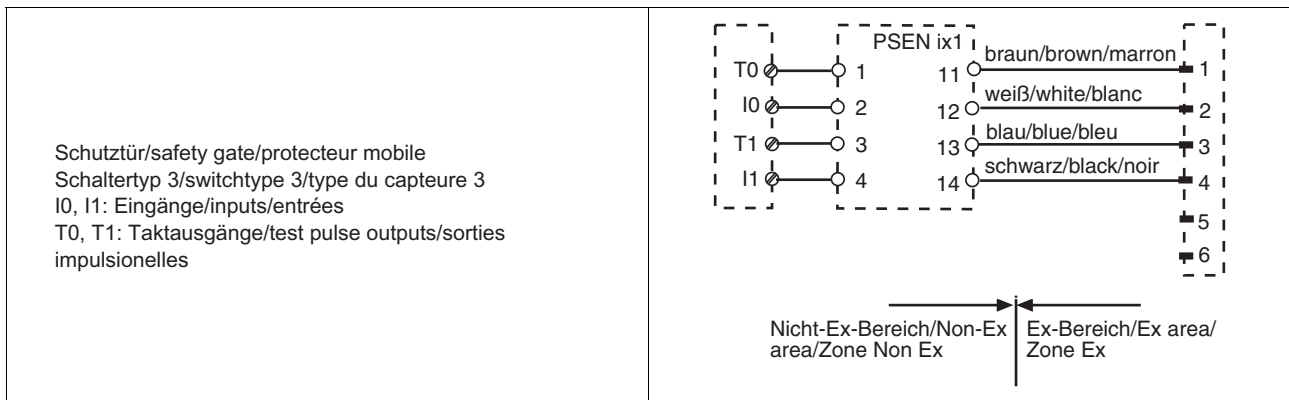 Schutztür/safety gate/protecteur mobile
Schaltertyp 3/switchtype 3/type du capteure 3
I0, I1: Eingänge/inputs/entrées
T0, T1: Taktausgänge/test pulse outputs/sorties
impulsionelles
PSEN ix1
T0 1 11 braun/brown/marron 1
I0 2 12 weiß/white/blanc 2
T1 3 13 blau/blue/bleu 3
I1 4 14 schwarz/black/noir 4
5
6
Nicht-Ex-Bereich/Non-Ex
area/Zone Non Ex
Ex-Bereich/Ex area/
Zone Ex